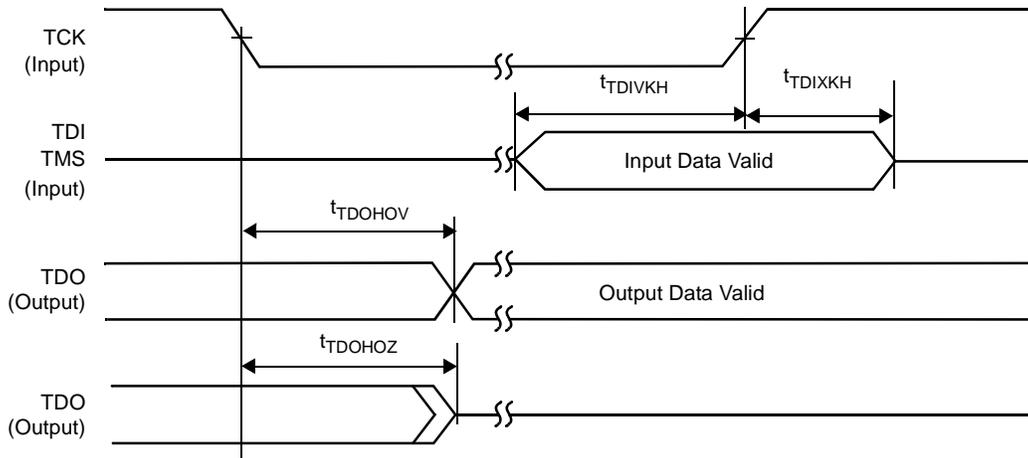 TCK
(Input)
tTDIVKH
tTDIXKH
TDI
TMS
(Input)
Input Data Valid
tTDOHOV
TDO
(Output)
Output Data Valid
tTDOHOZ
TDO
(Output)